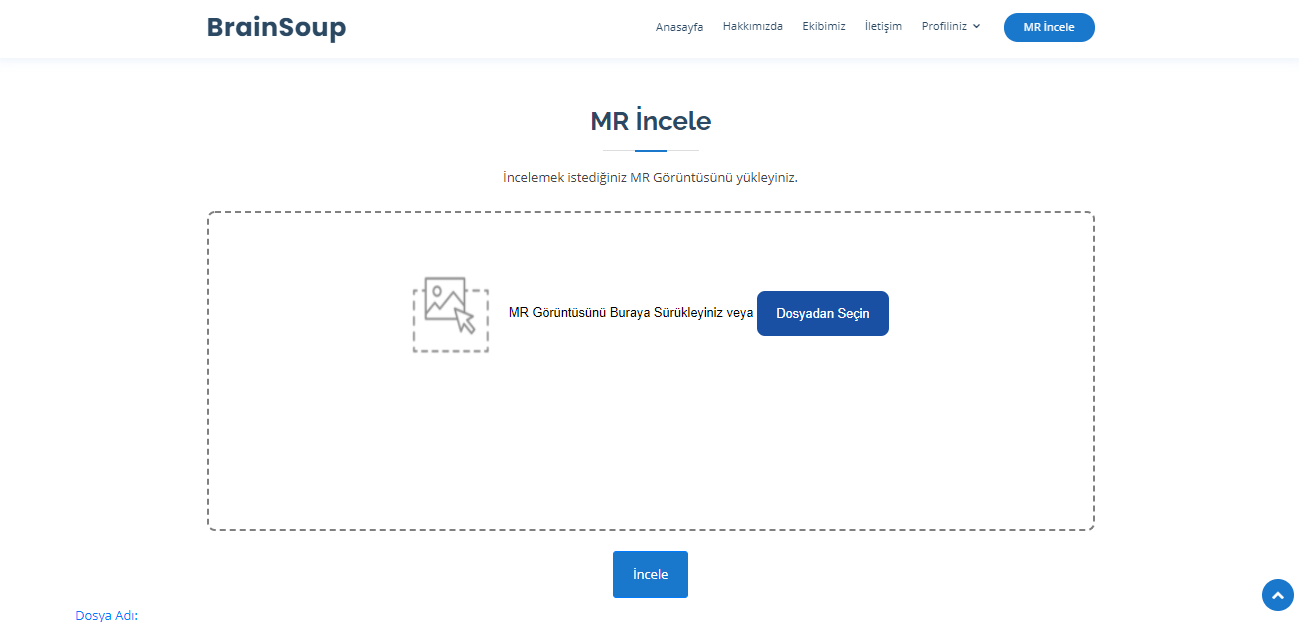 BrainSoup
Anasayfa Hakkımızda Ekibimiz İletişim Profiliniz MR İncele
MR İncele
İncelemek istediğiniz MR Görüntüsünü yükleyiniz.
MR Görüntüsünü Buraya Sürükleyiniz veya Dosyadan Seçin
İncele
Dosya Adı: